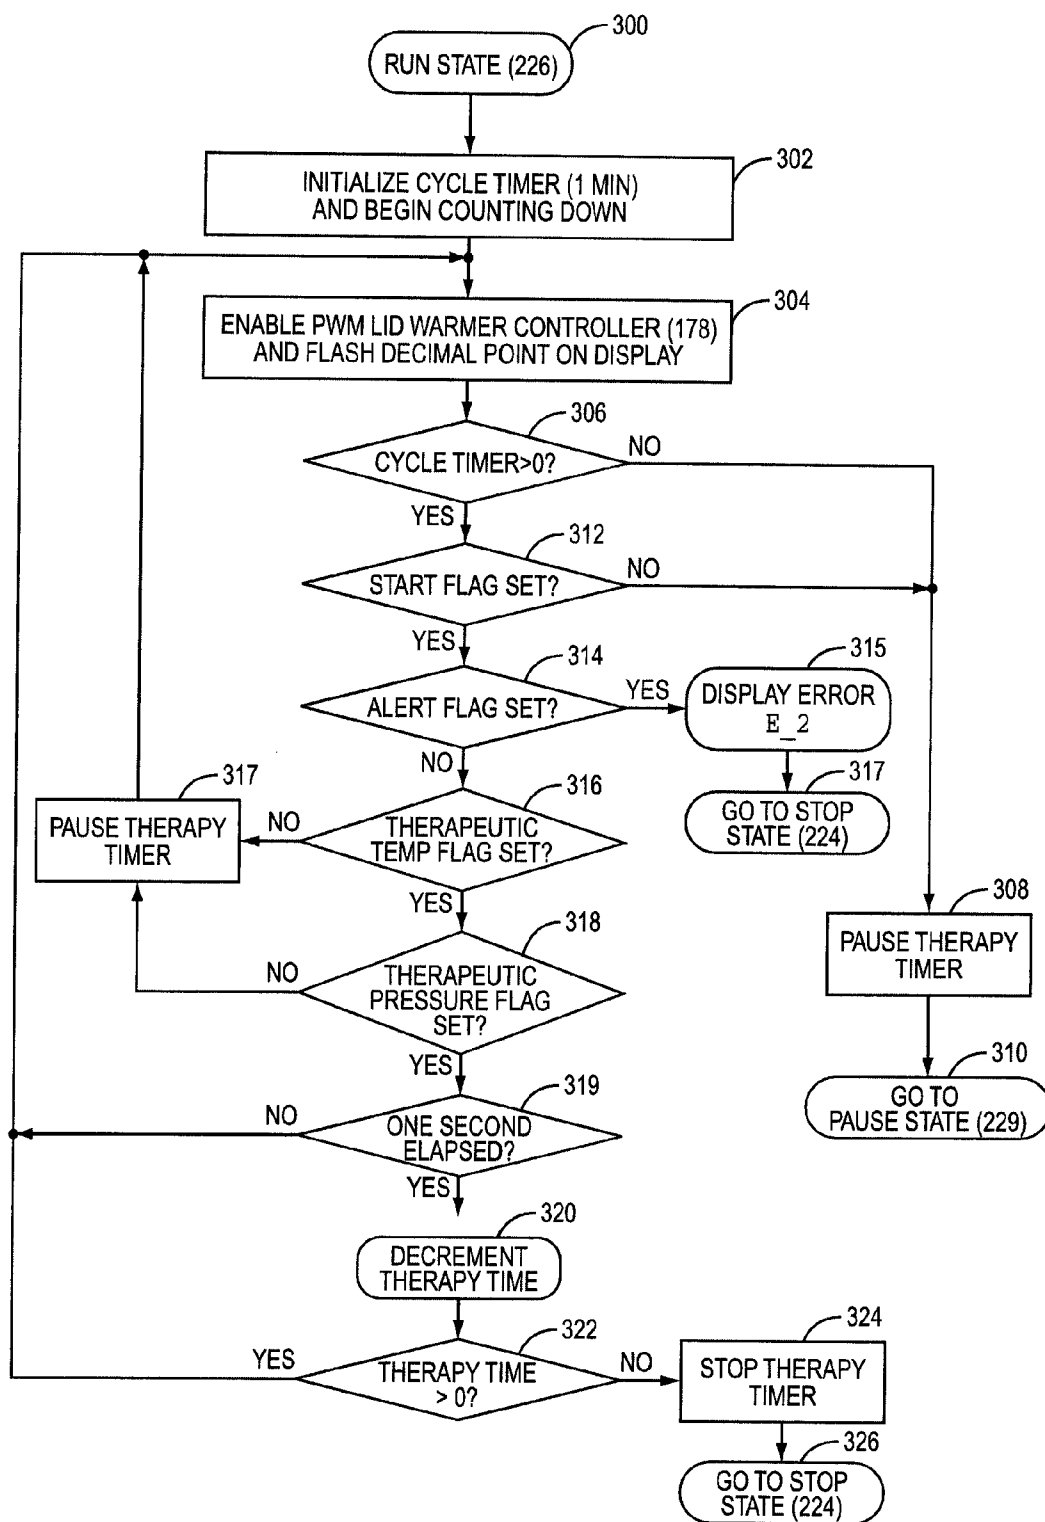 300
RUN STATE (226)
302
INITIALIZE CYCLE TIMER (1 MIN)
AND BEGIN COUNTING DOWN
304
ENABLE PWM LID WARMER CONTROLLER (178)
AND FLASH DECIMAL POINT ON DISPLAY
306
CYCLE TIMER>0?
NO
YES
312
START FLAG SET?
NO
YES
314
ALERT FLAG SET?
YES
315
DISPLAY ERROR
E_2
NO
317
GO TO STOP
STATE (224)
316
THERAPEUTIC
TEMP FLAG SET?
NO
317
PAUSE THERAPY
TIMER
YES
318
THERAPEUTIC
PRESSURE FLAG
SET?
NO
308
PAUSE THERAPY
TIMER
310
GO TO
PAUSE STATE (229)
YES
319
ONE SECOND
ELAPSED?
NO
YES
320
DECREMENT
THERAPY TIME
322
THERAPY TIME
> 0?
YES
NO
324
STOP THERAPY
TIMER
326
GO TO STOP
STATE (224)